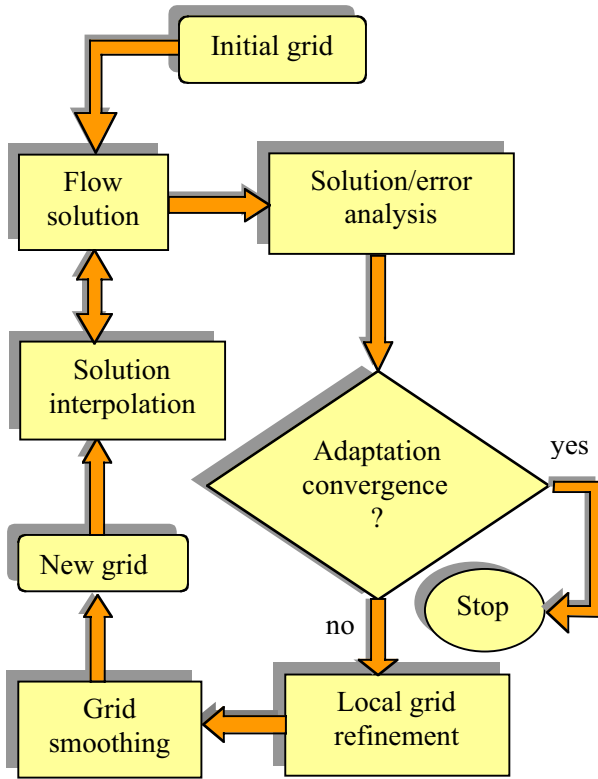 Initial grid
Flow
solution
Solution/error
analysis
Solution
interpolation
Adaptation
convergence
?
yes
New grid
Stop
no
Grid
smoothing
Local grid
refinement